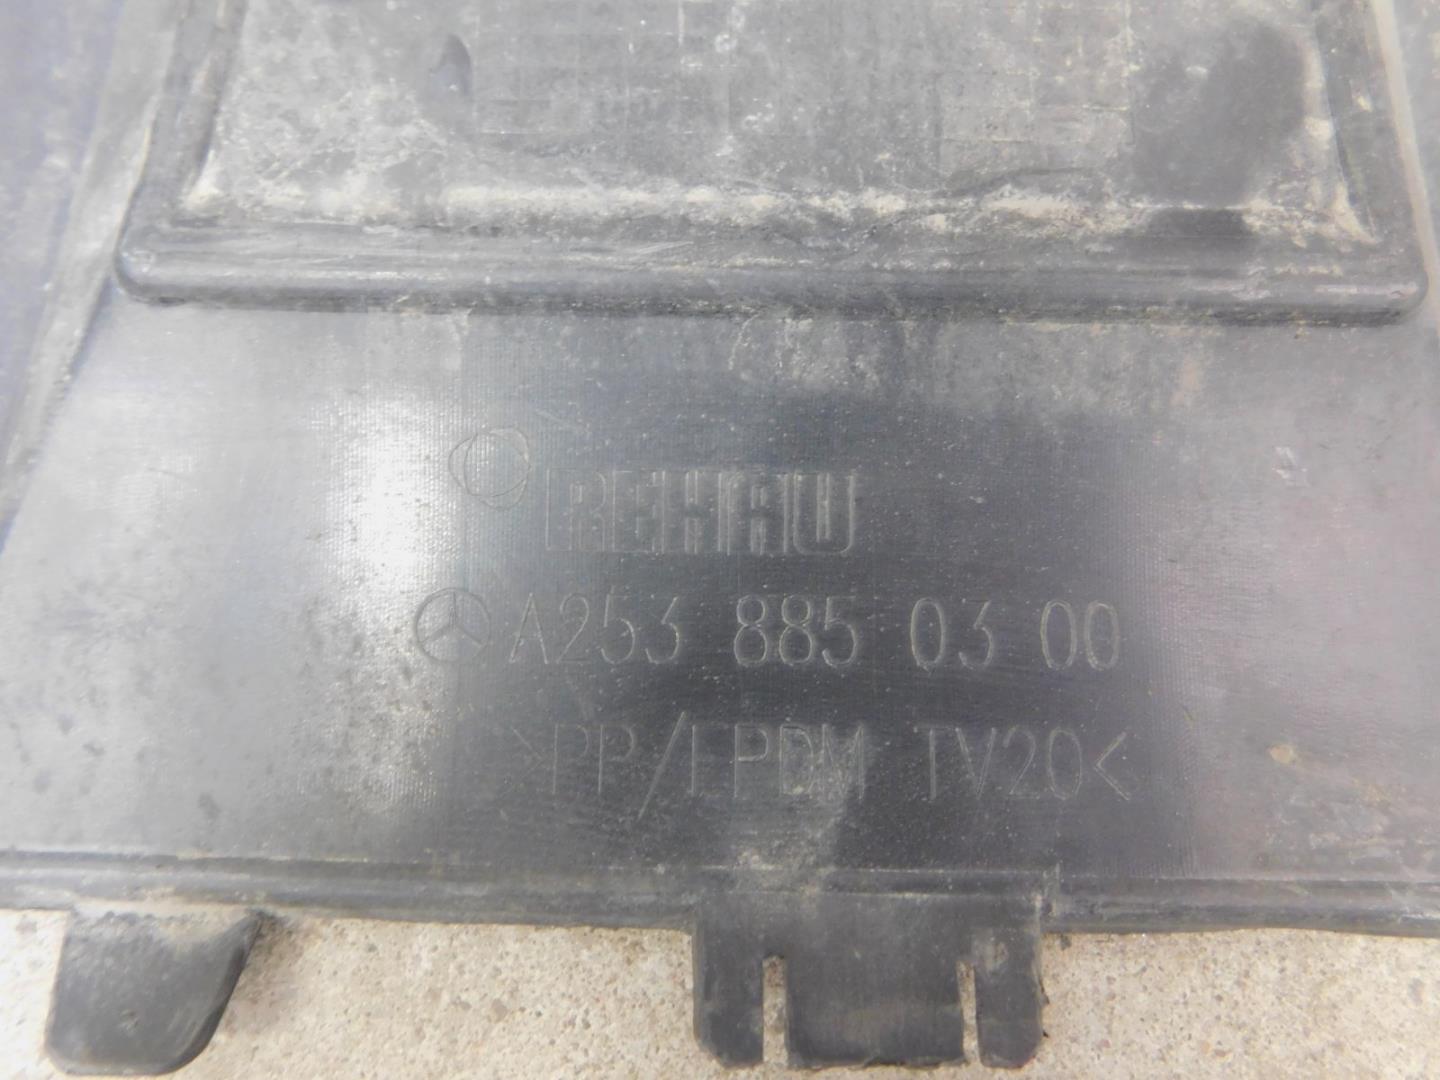 REHAU
A253 885 03 00
>PP/EPDM TV20<